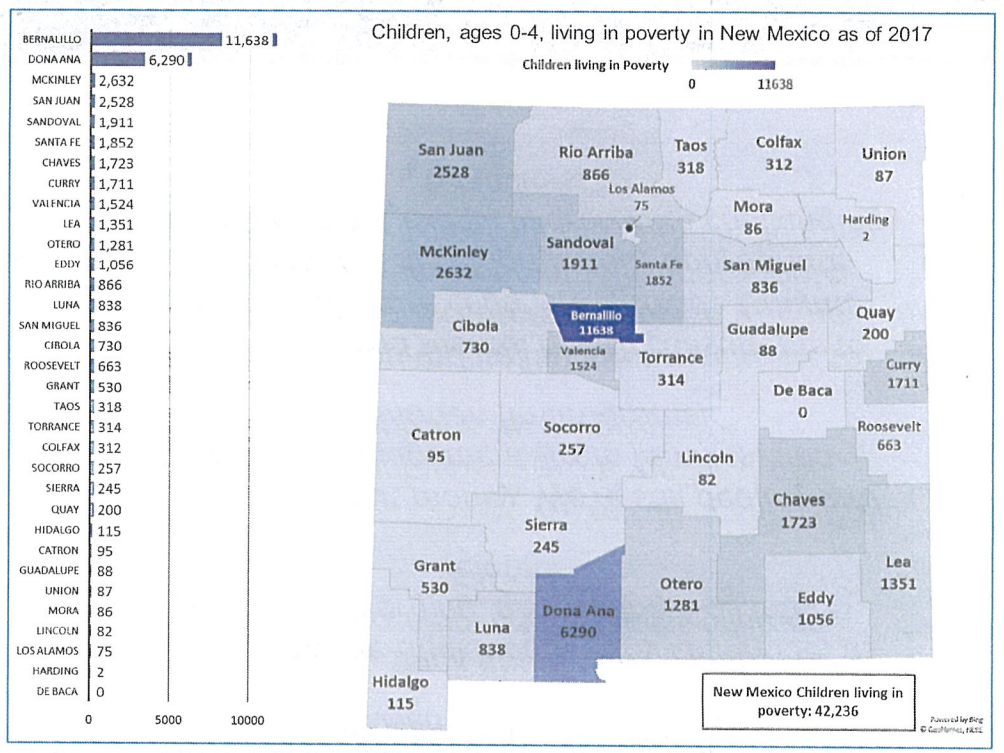 Children, ages 0-4, living in poverty in New Mexico as of 2017
Children living in Poverty
0 11638
BERNALILLO 11,638
DONA ANA 6,290
MCKINLEY 2,632
SAN JUAN 2,528
SANDOVAL 1,911
SANTA FE 1,852
CHAVES 1,723
CURRY 1,711
VALENCIA 1,524
LEA 1,351
OTERO 1,281
EDDY 1,056
RIO ARRIBA 866
LUNA 838
SAN MIGUEL 836
CIBOLA 730
ROOSEVELT 663
GRANT 530
TAOS 318
TORRANCE 314
COLFAX 312
SOCORRO 257
SIERRA 245
QUAY 200
HIDALGO 115
CATRON 95
GUADALUPE 88
UNION 87
MORA 86
LINCOLN 82
LOS ALAMOS 75
HARDING 2
DE BACA 0
0 5000 10000
San Juan
2528
Rio Arriba
866
Taos
318
Colfax
312
Union
87
Los Alamos
75
Mora
86
Harding
2
McKinley
2632
Sandoval
1911
Santa Fe
1852
San Miguel
836
Bernalillo
11638
Cibola
730
Valencia
1524
Torrance
314
Guadalupe
88
Quay
200
Curry
1711
De Baca
0
Roosevelt
663
Catron
95
Socorro
257
Lincoln
82
Chaves
1723
Sierra
245
Grant
530
Dona Ana
6290
Otero
1281
Eddy
1056
Lea
1351
Luna
838
Hidalgo
115
New Mexico Children living in
poverty: 42,236
Powered by Bing
© GeoNames, HERE